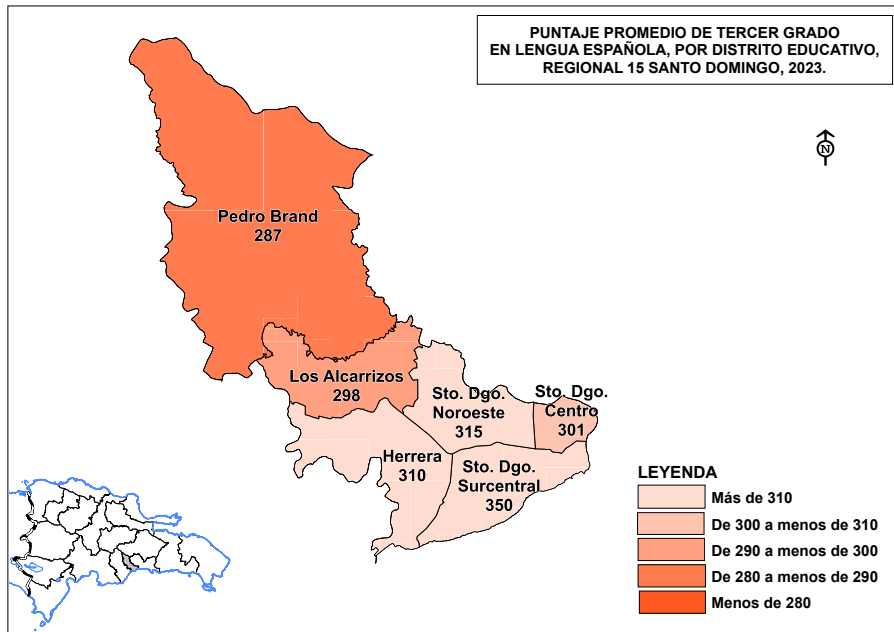 PUNTAJE PROMEDIO DE TERCER GRADO
EN LENGUA ESPAÑOLA, POR DISTRITO EDUCATIVO,
REGIONAL 15 SANTO DOMINGO, 2023.
N
Pedro Brand
287
Los Alcarrizos
298
Sto. Dgo.
Noroeste
315
Sto. Dgo.
Centro
301
Herrera
310
Sto. Dgo.
Surcentral
350
LEYENDA
Más de 310
De 300 a menos de 310
De 290 a menos de 300
De 280 a menos de 290
Menos de 280